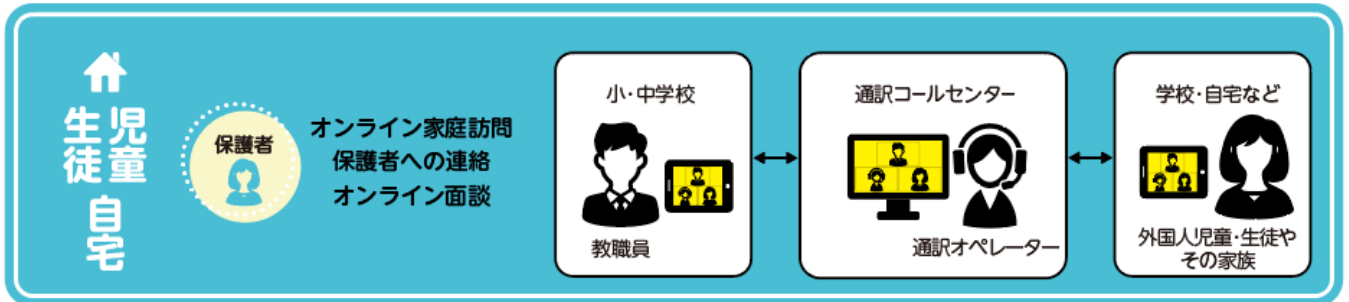 児童
生徒
自宅
保護者
オンライン家庭訪問
保護者への連絡
オンライン面談
小・中学校
教職員
通訳コールセンター
通訳オペレーター
学校・自宅など
外国人児童・生徒や
その家族